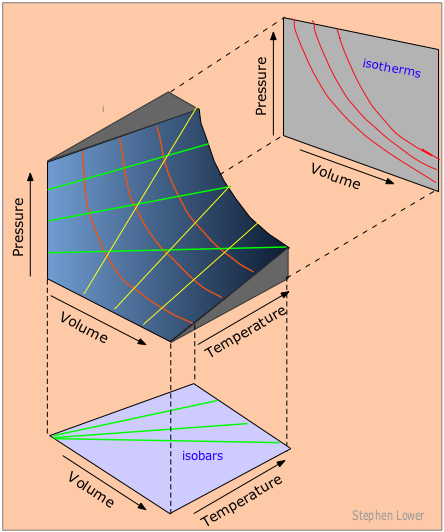 isotherms
Pressure
Volume
Pressure
Volume
Temperature
isobars
Volume
Temperature
Stephen Lower